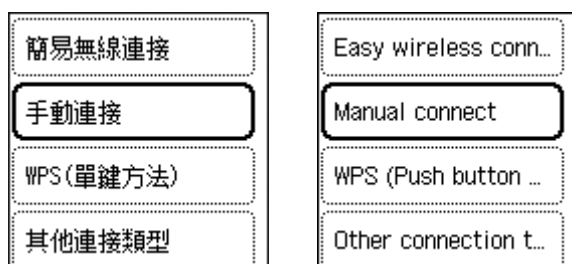 簡易無線連接
手動連接
WPS(單鍵方法)
其他連接類型
Easy wireless conn...
Manual connect
WPS (Push button ...
Other connection t...